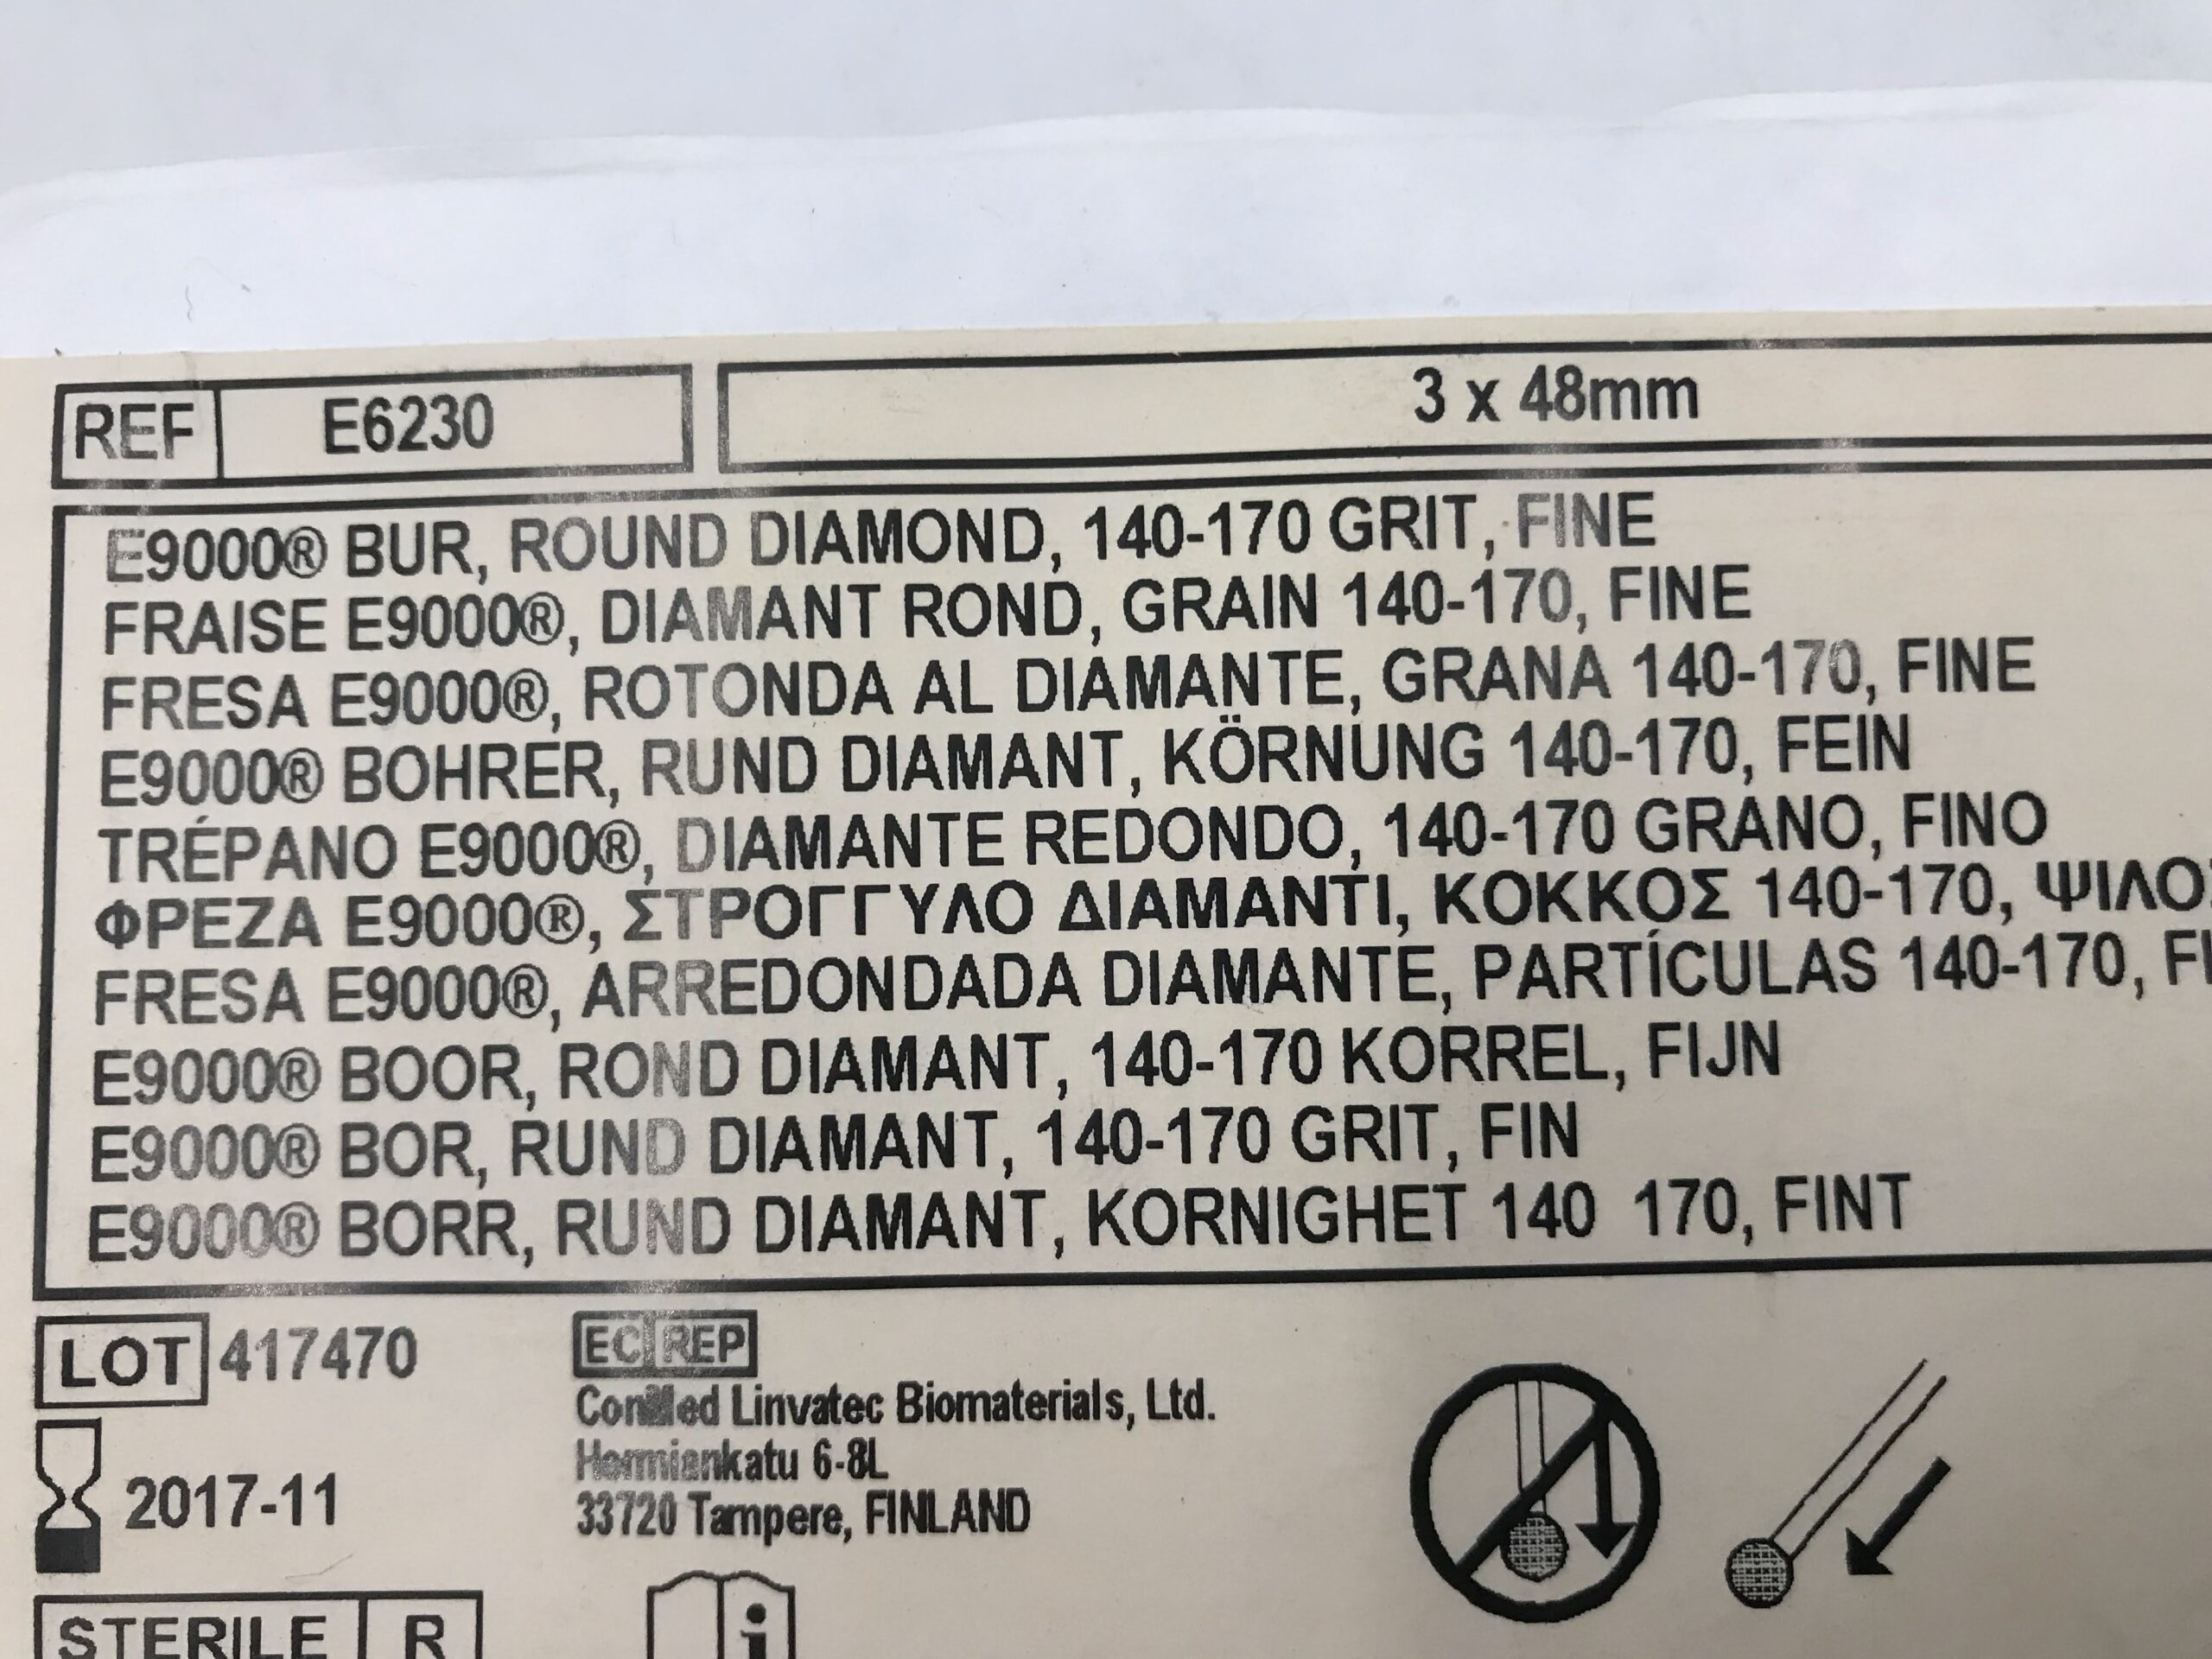 REF E6230 3 x 48mm
E9000® BUR, ROUND DIAMOND, 140-170 GRIT, FINE
FRAISE E9000®, DIAMANT ROND, GRAIN 140-170, FINE
FRESA E9000®, ROTONDA AL DIAMANTE, GRANA 140-170, FINE
E9000® BOHRER, RUND DIAMANT, KÖRNUNG 140-170, FEIN
TRÉPANO E9000®, DIAMANTE REDONDO, 140-170 GRANO, FINO
ΦΡΕΖΑ E9000®, ΣΤΡΟΓΓΥΛΟ ΔΙΑΜΑΝΤΙ, ΚΟΚΚΟΣ 140-170,
FRESA E9000®, ARREDONDADA DIAMANTE, PARTÍCULAS 140-170,
E9000® BOOR, ROND DIAMANT, 140-170 KORREL, FIJN
E9000® BOR, RUND DIAMANT, 140-170 GRIT, FIN
E9000® BORR, RUND DIAMANT, KORNIGHET 140 170, FINT
LOT 417470
2017-11
EC REP
ConMed Linvatec Biomaterials, Ltd.
Hermiankatu 6-8L
33720 Tampere, FINLAND
STERILE R
i